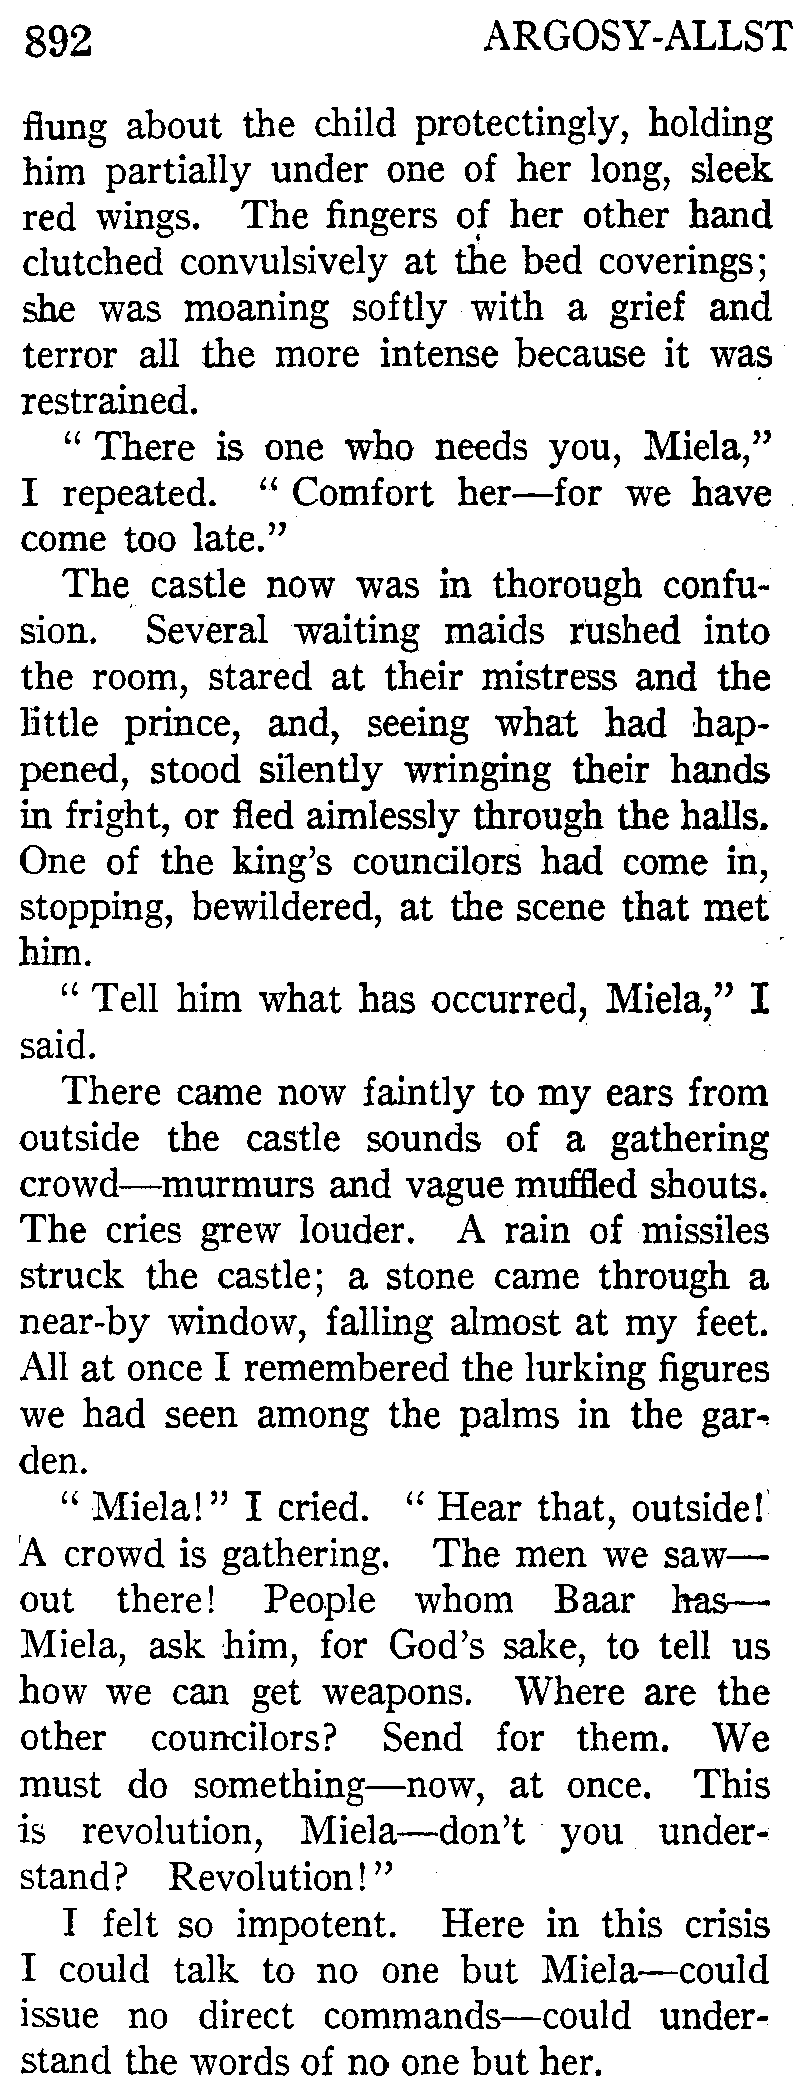 892 ARGOSY-ALLST
flung about the child protectingly, holding
him partially under one of her long, sleek
red wings. The fingers of her other hand
clutched convulsively at the bed coverings;
she was moaning softly with a grief and
terror all the more intense because it was
restrained.
“ There is one who needs you, Miela,”
I repeated. “ Comfort her—for we have
come too late.”
The castle now was in thorough confu-
sion. Several waiting maids rushed into
the room, stared at their mistress and the
little prince, and, seeing what had hap-
pened, stood silently wringing their hands
in fright, or fled aimlessly through the halls.
One of the king’s councilors had come in,
stopping, bewildered, at the scene that met
him.
“ Tell him what has occurred, Miela,” I
said.
There came now faintly to my ears from
outside the castle sounds of a gathering
crowd—murmurs and vague muffled shouts.
The cries grew louder. A rain of missiles
struck the castle; a stone came through a
near-by window, falling almost at my feet.
All at once I remembered the lurking figures
we had seen among the palms in the gar-
den.
“ Miela!” I cried. “ Hear that, outside!
A crowd is gathering. The men we saw—
out there! People whom Baar has—
Miela, ask him, for God’s sake, to tell us
how we can get weapons. Where are the
other councilors? Send for them. We
must do something—now, at once. This
is revolution, Miela—don’t you under-
stand? Revolution!”
I felt so impotent. Here in this crisis
I could talk to no one but Miela—could
issue no direct commands—could under-
stand the words of no one but her.